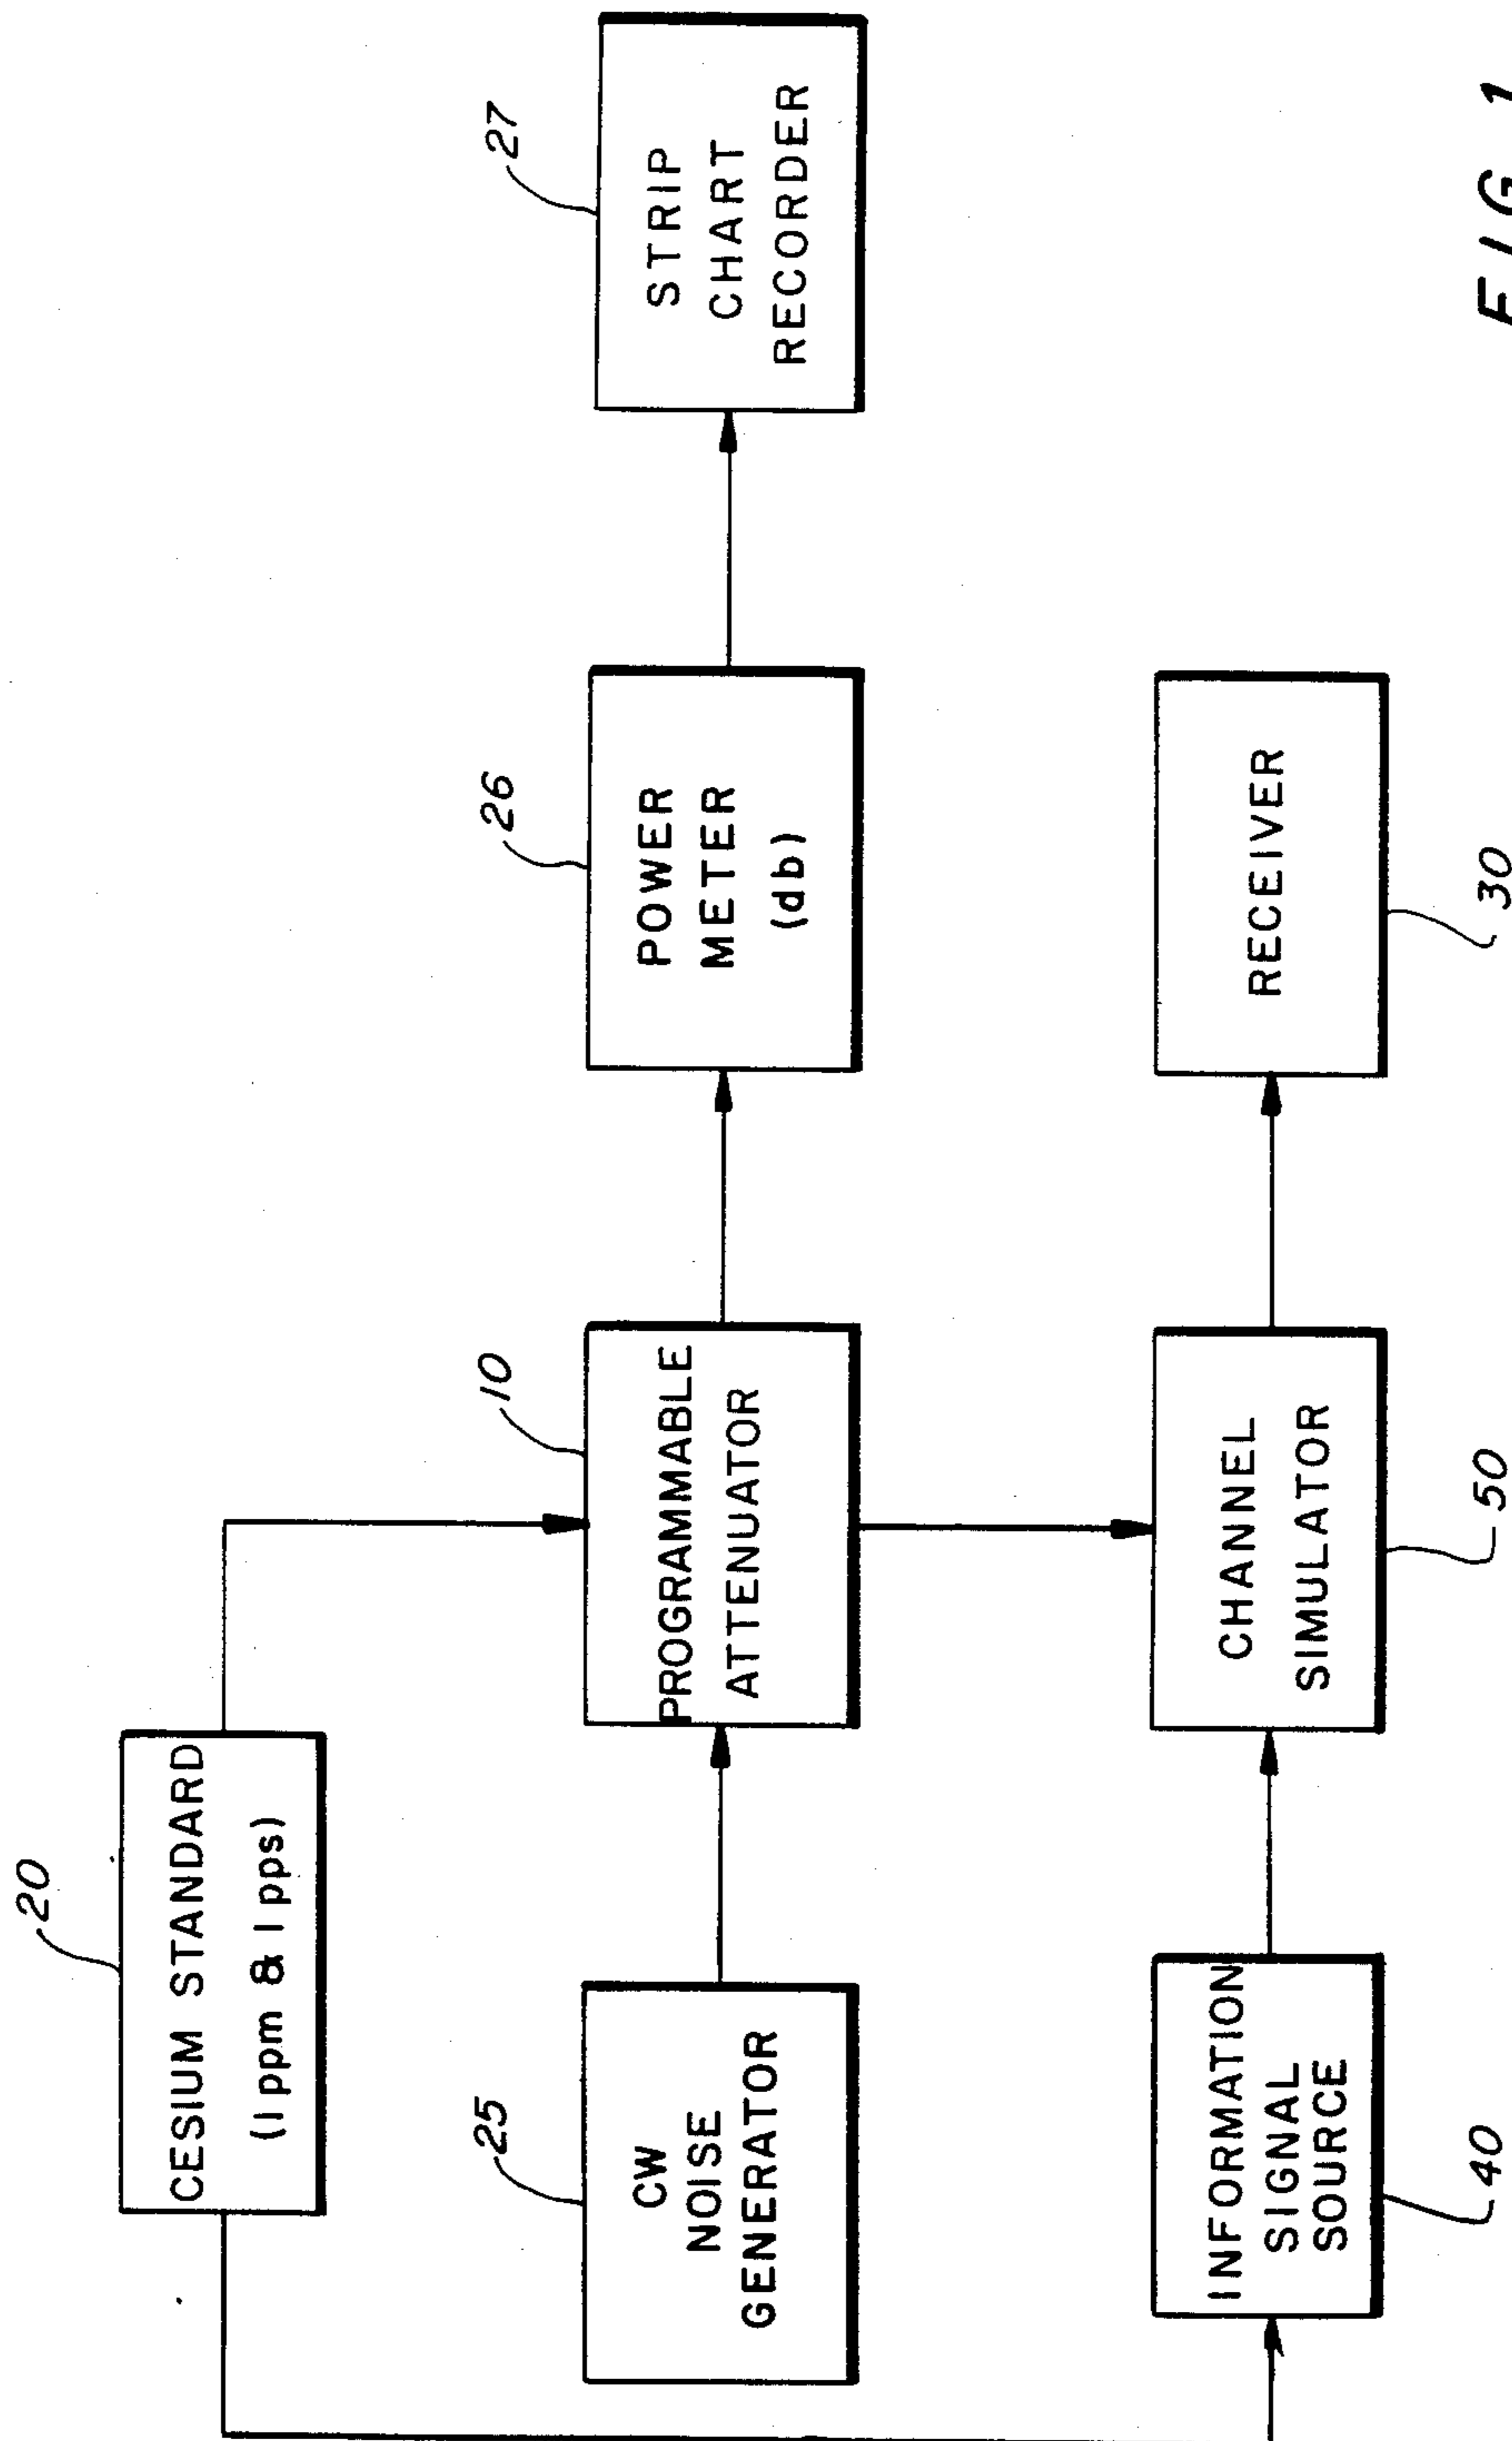 20
CESIUM STANDARD
(1 ppm & 1 pps)
25
CW
NOISE
GENERATOR
10
PROGRAMMABLE
ATTENUATOR
26
POWER
METER
(db)
27
STRIP
CHART
RECORDER
INFORMATION
SIGNAL
SOURCE
40
CHANNEL
SIMULATOR
50
RECEIVER
30
FIG. 1